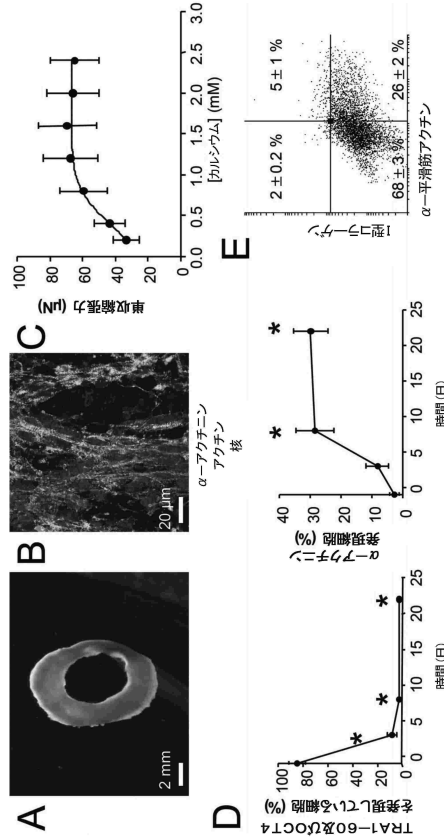 A
2 mm
B
20 µm
α－アクチニン
アクチン
核
C
単収縮張力 (µN)
100
80
60
40
20
0
0.0 0.5 1.0 1.5 2.0 2.5 3.0
[カルシウム] (mM)
D
TRA1－60及びOCT4
を発現している細胞 (%)
100
80
60
40
20
0
* * *
0 5 10 15 20 25
時間 (日)
α－アクチニン
発現細胞 (%)
40
30
20
10
0
* *
0 5 10 15 20 25
時間 (日)
E
I型コラーゲン
2 ± 0.2 %
5 ± 1 %
68 ± 3 %
26 ± 2 %
α－平滑筋アクチン